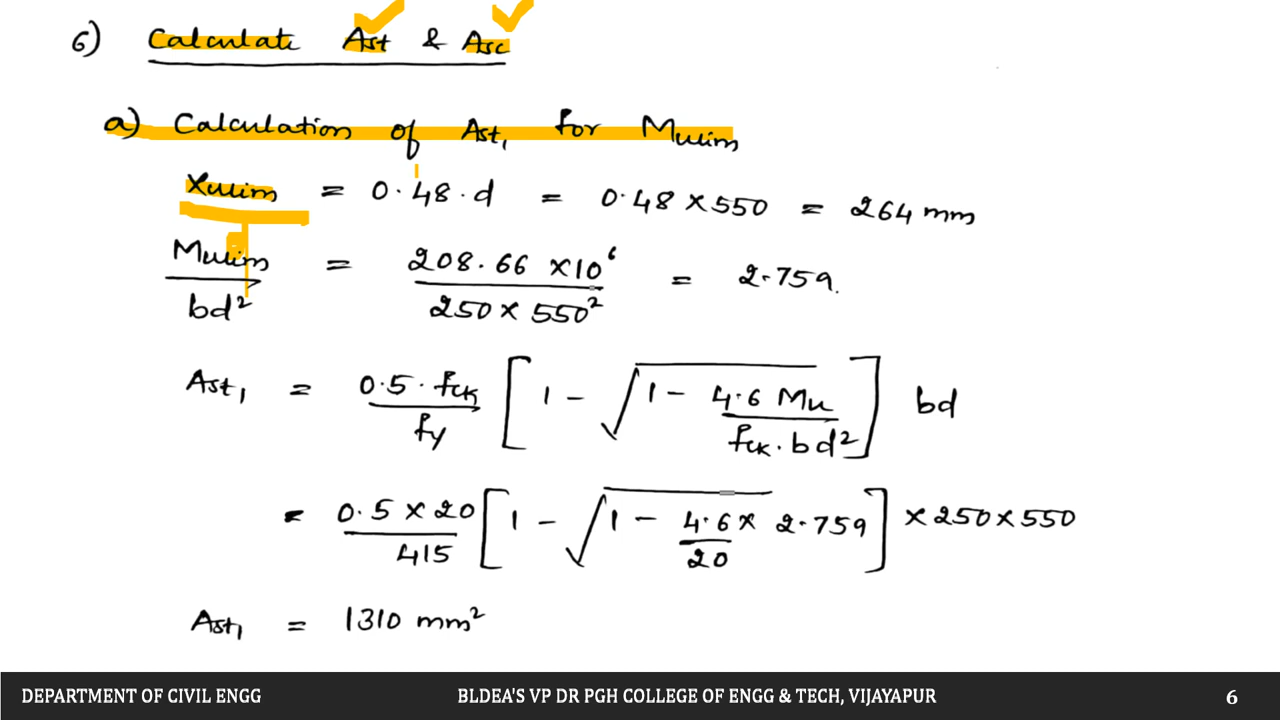 6) Calculate Ast & Asc
a) Calculation of Ast₁ for Mulim
Xulim = 0.48.d = 0.48 × 550 = 264 mm
Mulim / bd² = 208.66 × 10⁶ / 250 × 550² = 2.759.
Ast₁ = 0.5. fck / fy [ 1 - √ 1 - 4.6 Mu / fck. bd² ] bd
= 0.5 × 20 / 415 [ 1 - √ 1 - 4.6 × / 20 2.759 ] × 250 × 550
Ast₁ = 1310 mm²
DEPARTMENT OF CIVIL ENGG BLDEA'S VP DR PGH COLLEGE OF ENGG & TECH, VIJAYAPUR 6